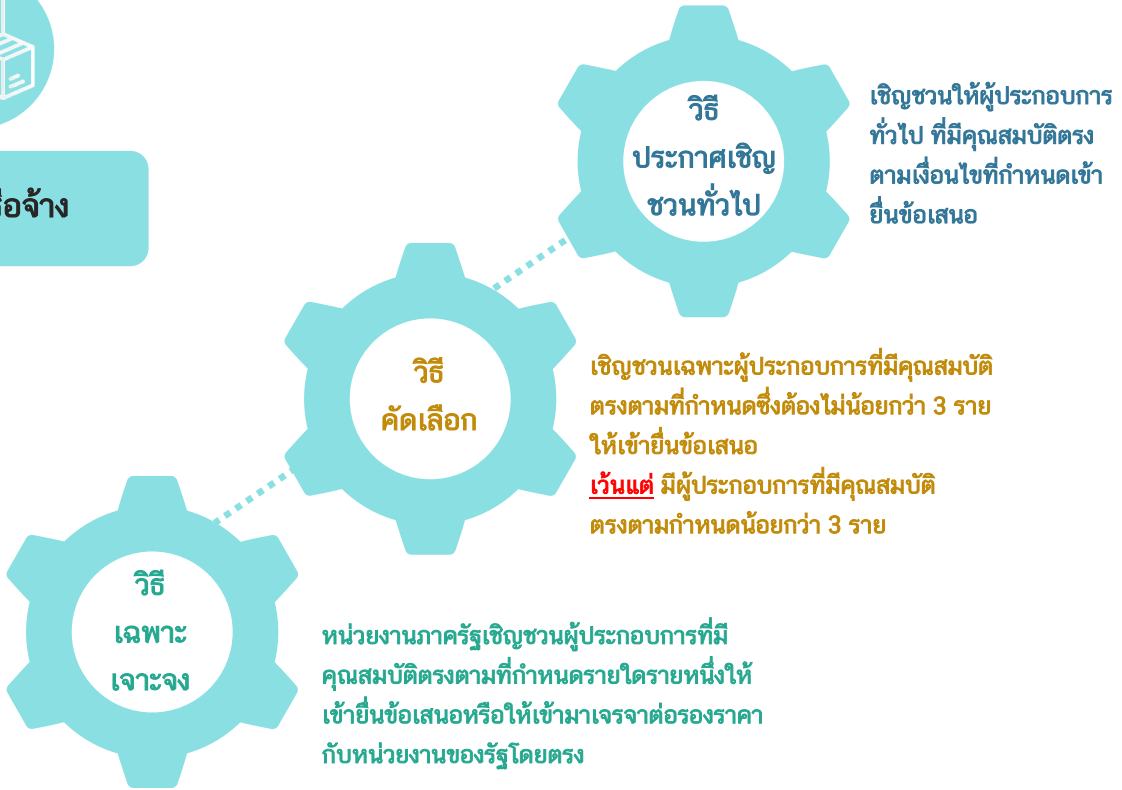 วิธี
ประกาศเชิญ
ชวนทั่วไป
เชิญชวนให้ผู้ประกอบการ
ทั่วไป ที่มีคุณสมบัติตรง
ตามเงื่อนไขที่กำหนดเข้า
ยื่นข้อเสนอ
วิธี
คัดเลือก
เชิญชวนเฉพาะผู้ประกอบการที่มีคุณสมบัติ
ตรงตามที่กำหนดซึ่งต้องไม่น้อยกว่า 3 ราย
ให้เข้ายื่นข้อเสนอ
เว้นแต่ มีผู้ประกอบการที่มีคุณสมบัติ
ตรงตามกำหนดน้อยกว่า 3 ราย
วิธี
เฉพาะ
เจาะจง
หน่วยงานภาครัฐเชิญชวนผู้ประกอบการที่มี
คุณสมบัติตรงตามที่กำหนดรายใดรายหนึ่งให้
เข้ายื่นข้อเสนอหรือให้เข้ามาเจรจาต่อรองราคา
กับหน่วยงานของรัฐโดยตรง